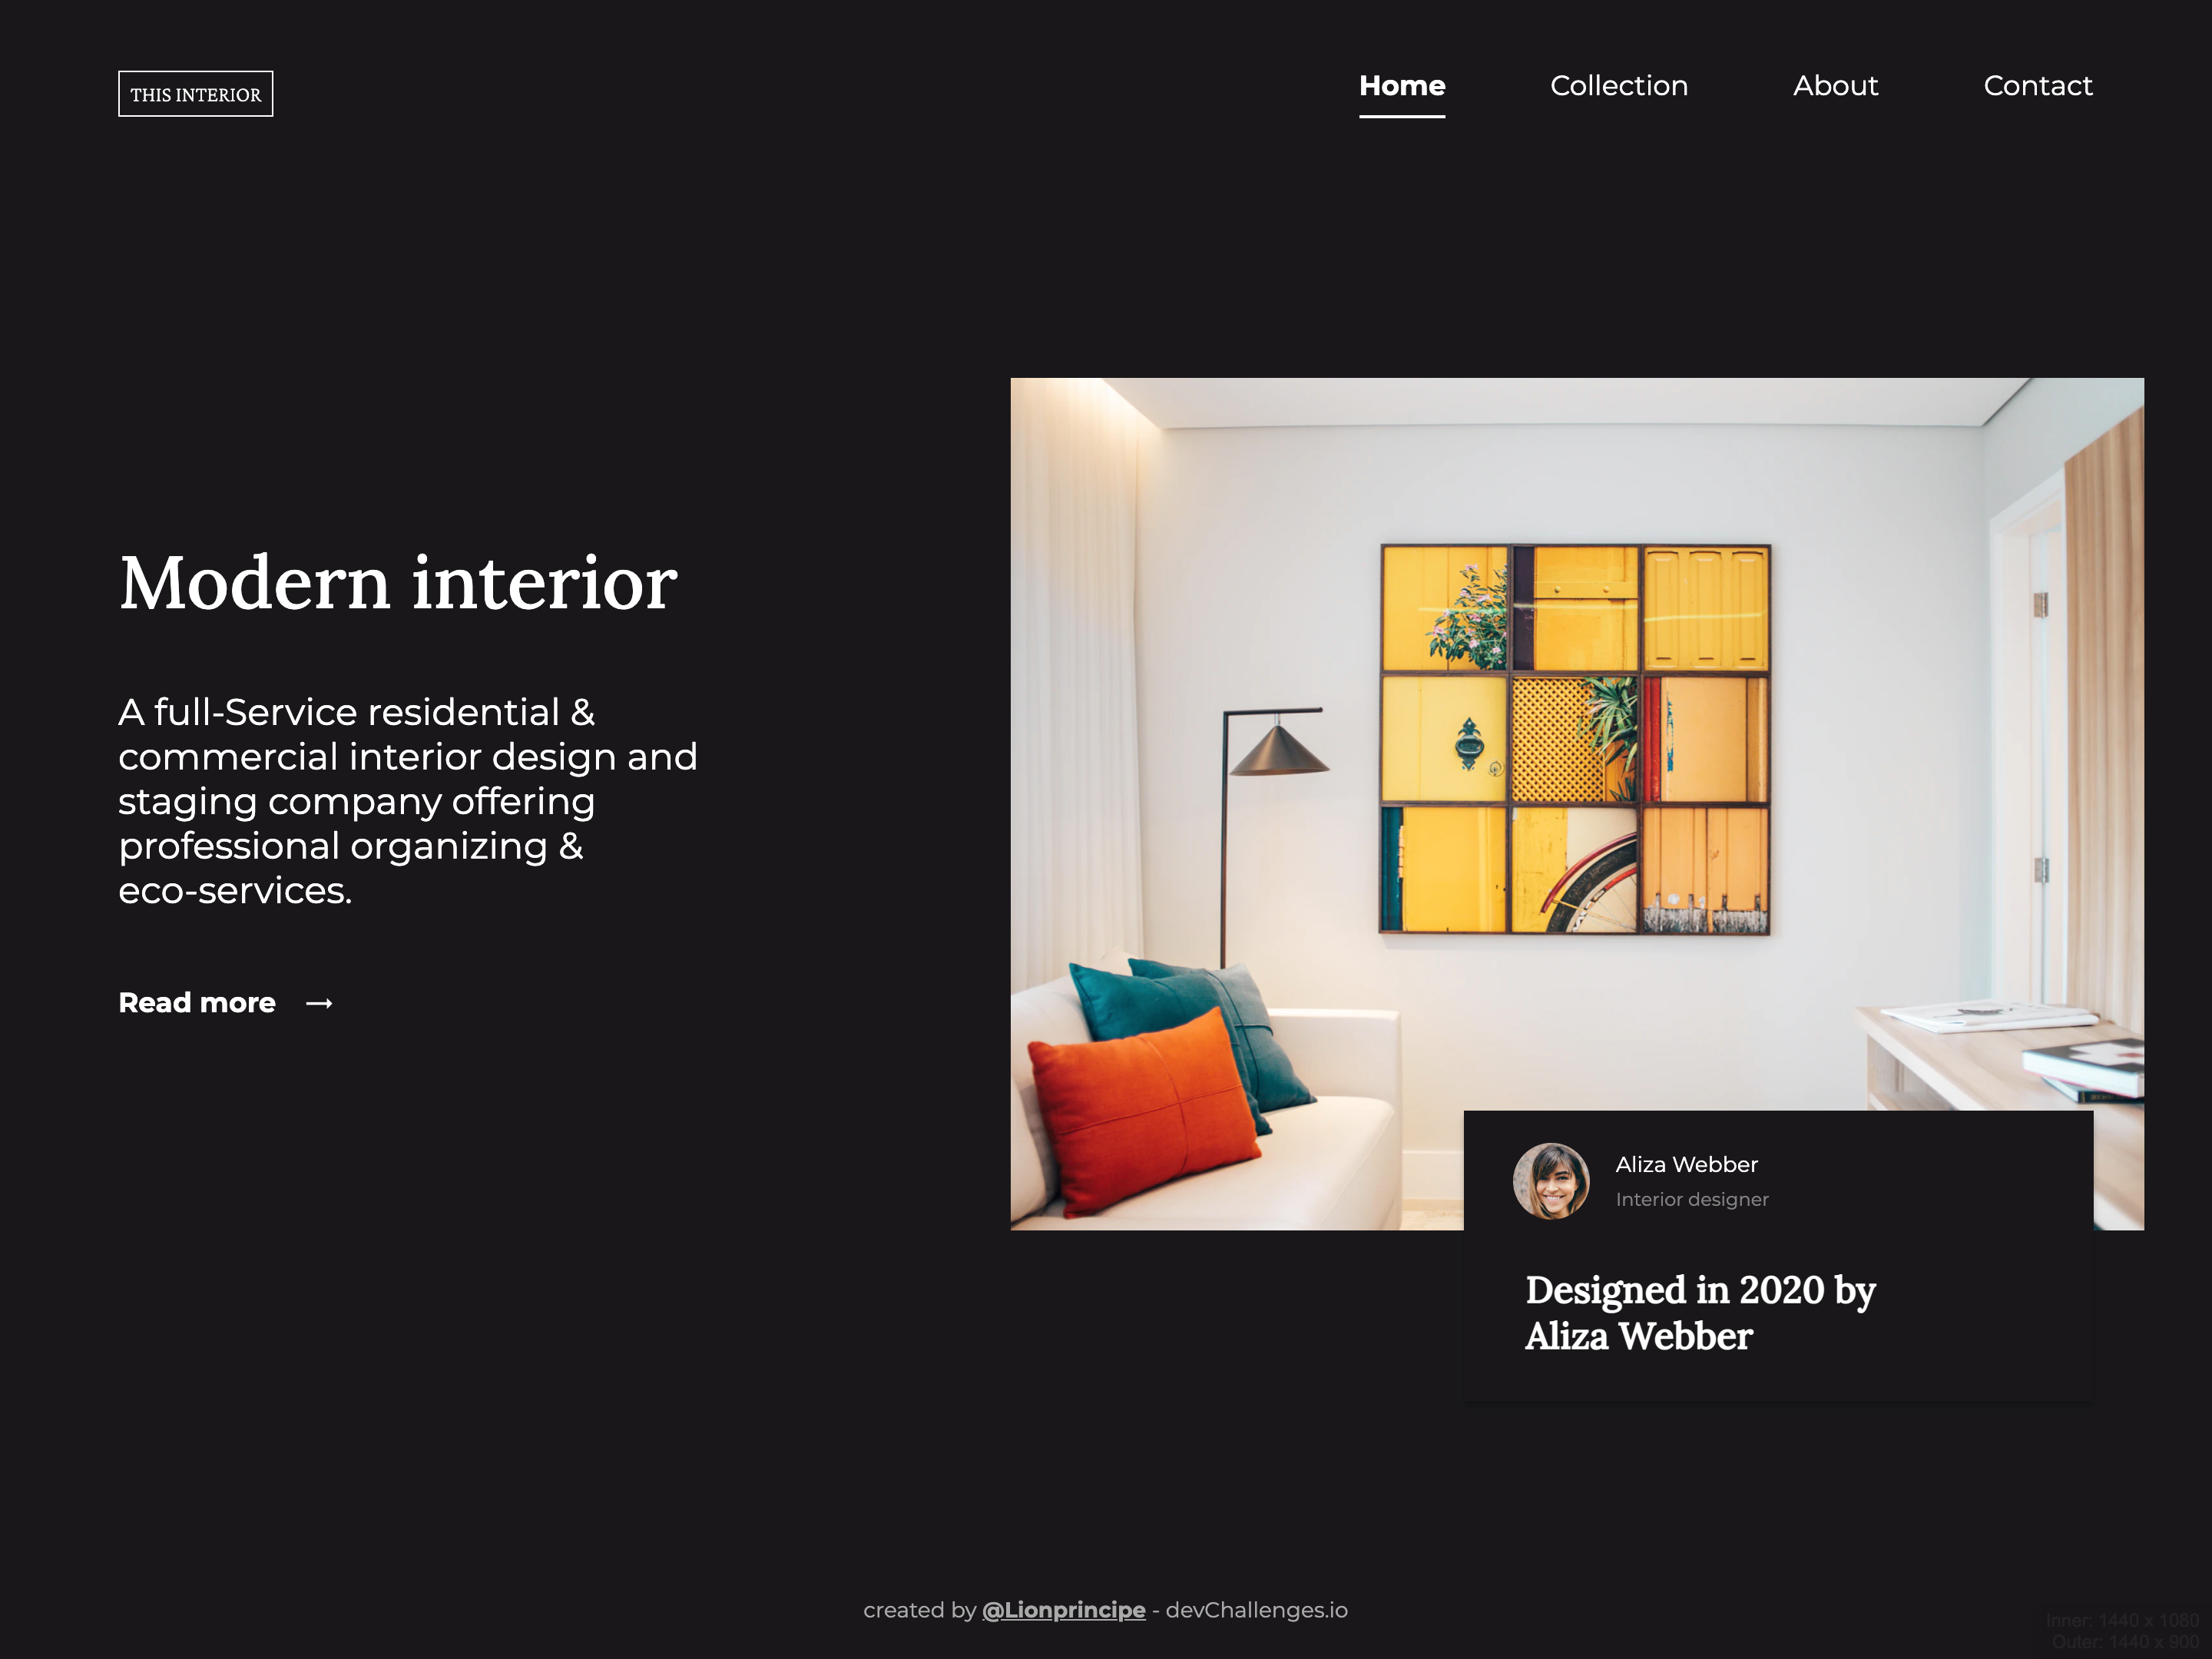 THIS INTERIOR
Home
Collection
About
Contact
Modern interior
A full-Service residential &
commercial interior design and
staging company offering
professional organizing &
eco-services.
Read more
Aliza Webber
Interior designer
Designed in 2020 by
Aliza Webber
created by @Lionprincipe - devChallenges.io
Inner: 1440 x 1080
Outer: 1440 x 900